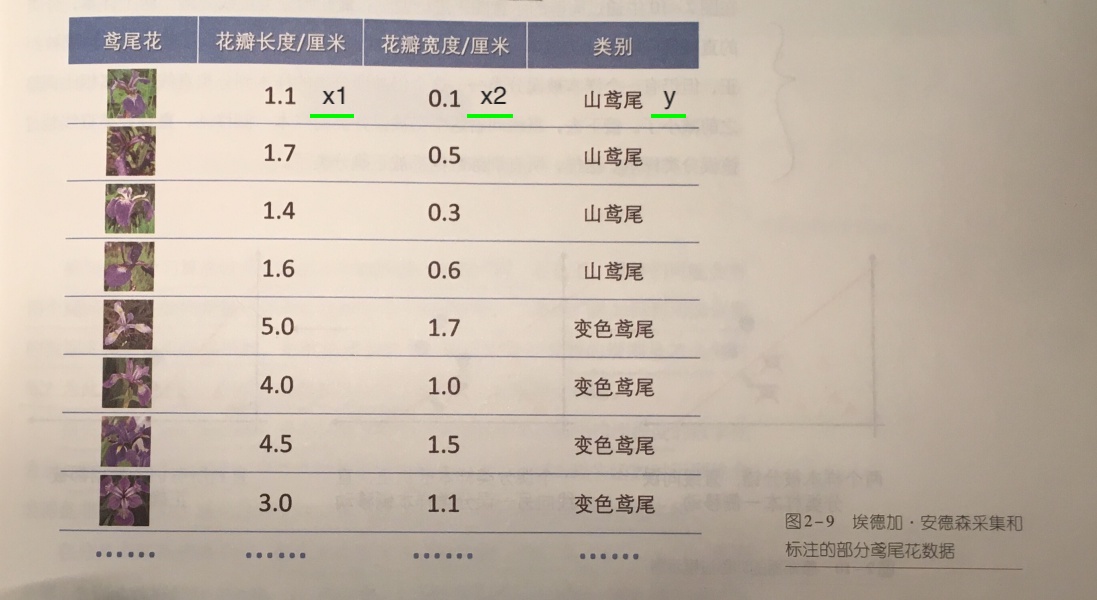 鸢尾花 花瓣长度/厘米 花瓣宽度/厘米 类别
1.1 x1 0.1 x2 山鸢尾 y
1.7 0.5 山鸢尾
1.4 0.3 山鸢尾
1.6 0.6 山鸢尾
5.0 1.7 变色鸢尾
4.0 1.0 变色鸢尾
4.5 1.5 变色鸢尾
3.0 1.1 变色鸢尾
…… …… …… ……
图2-9 埃德加·安德森采集和
标注的部分鸢尾花数据